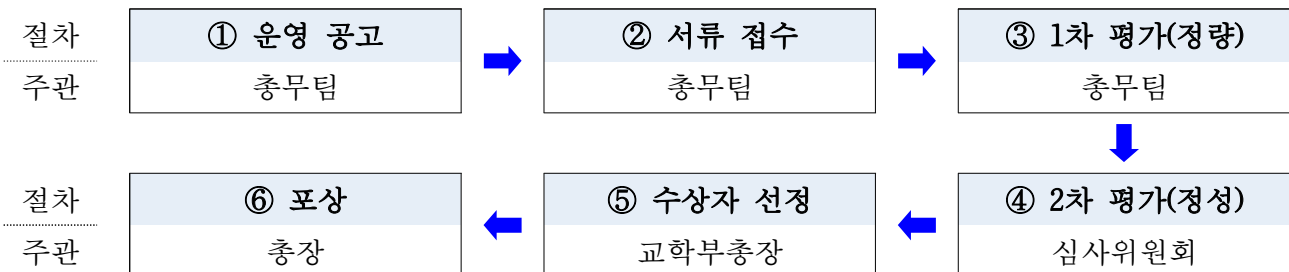 절차 ① 운영 공고 ② 서류 접수 ③ 1차 평가(정량)
주관 총무팀 총무팀 총무팀
절차 ⑥ 포상 ⑤ 수상자 선정 ④ 2차 평가(정성)
주관 총장 교학부총장 심사위원회